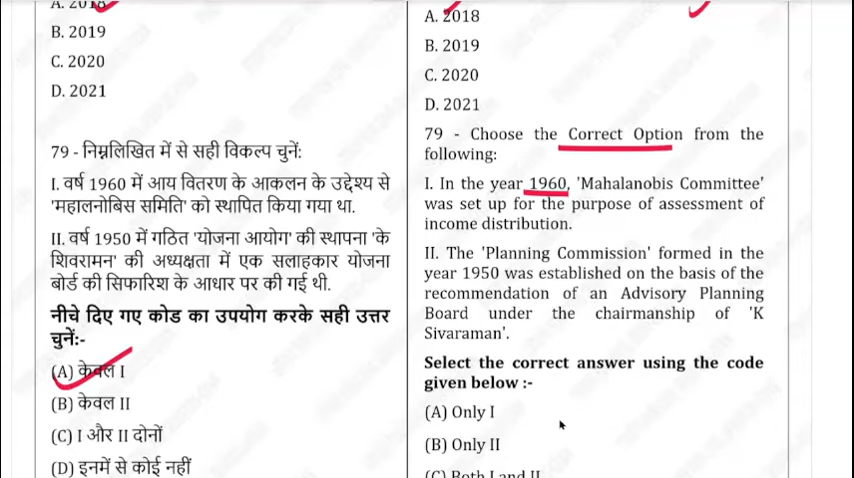 A. 2018
B. 2019
C. 2020
D. 2021
79 - निम्नलिखित में से सही विकल्प चुनें:
I. वर्ष 1960 में आय वितरण के आकलन के उद्देश्य से
'महालनोबिस समिति' को स्थापित किया गया था.
II. वर्ष 1950 में गठित 'योजना आयोग' की स्थापना 'के
शिवरामन' की अध्यक्षता में एक सलाहकार योजना
बोर्ड की सिफारिश के आधार पर की गई थी.
नीचे दिए गए कोड का उपयोग करके सही उत्तर
चुनें:-
(A) केवल I
(B) केवल II
(C) I और II दोनों
(D) इनमें से कोई नहीं
A. 2018
B. 2019
C. 2020
D. 2021
79 - Choose the Correct Option from the
following:
I. In the year 1960, 'Mahalanobis Committee'
was set up for the purpose of assessment of
income distribution.
II. The 'Planning Commission' formed in the
year 1950 was established on the basis of the
recommendation of an Advisory Planning
Board under the chairmanship of 'K
Sivaraman'.
Select the correct answer using the code
given below :-
(A) Only I
(B) Only II
(C) Both I and II